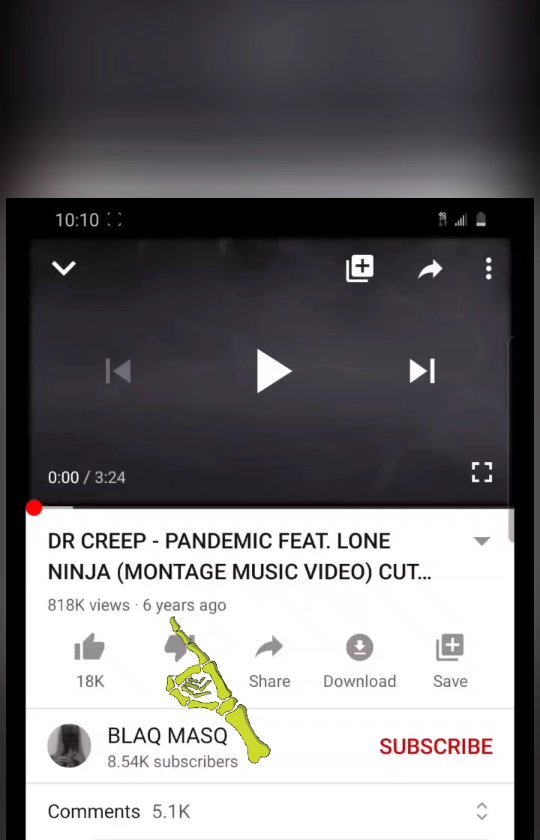 10:10
0:00 / 3:24
DR CREEP - PANDEMIC FEAT. LONE
NINJA (MONTAGE MUSIC VIDEO) CUT...
818K views · 6 years ago
18K Share Download Save
BLAQ MASQ
8.54K subscribers
SUBSCRIBE
Comments 5.1K